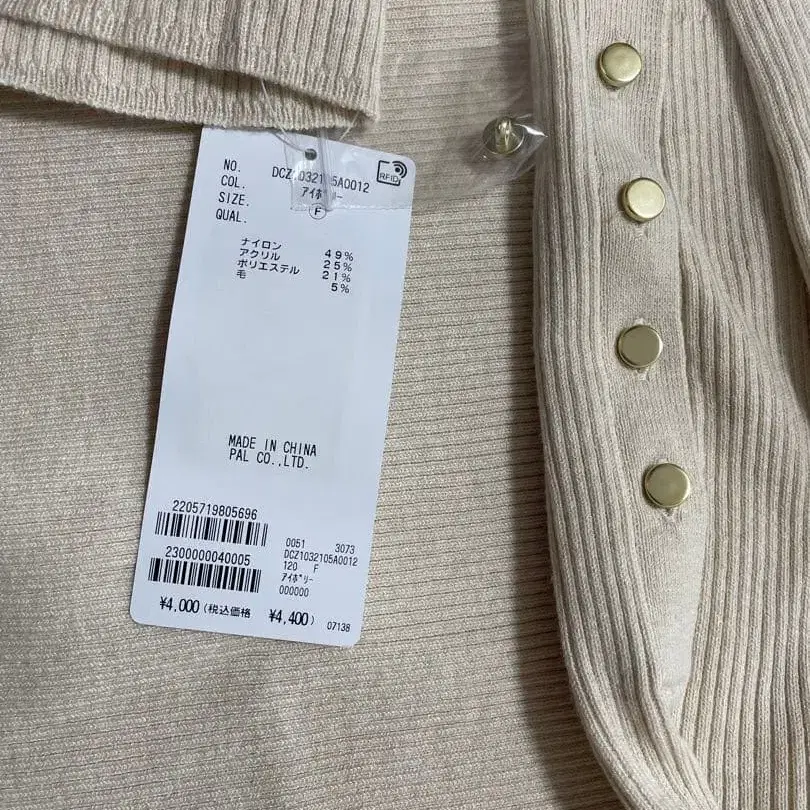 NO. DCZ1032105A0012
COL. アイボリー
SIZE. F
QUAL.
RFID
ナイロン 49%
アクリル 25%
ポリエステル 21%
毛 5%
MADE IN CHINA
PAL CO.,LTD.
2205719805696
2300000040005
0051 3073
DCZ1032105A0012
120 F
アイボリー
000000
¥4,000 (税込価格 ¥4,400) 07138